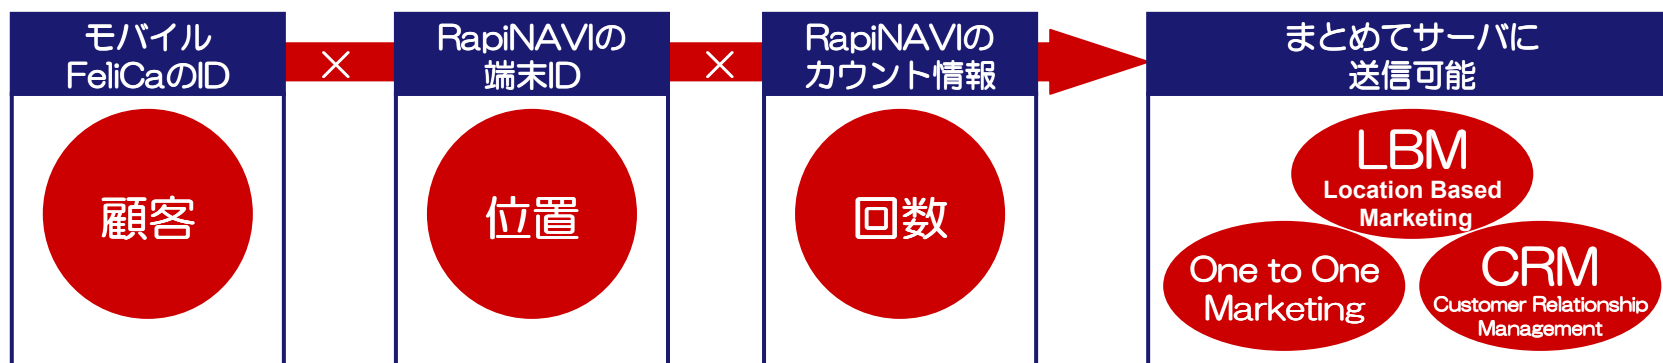 モバイル
FeliCaのID
×
RapiNAVIの
端末ID
×
RapiNAVIの
カウント情報
まとめてサーバに
送信可能
顧客
位置
回数
LBM
Location Based
Marketing
One to One
Marketing
CRM
Customer Relationship
Management